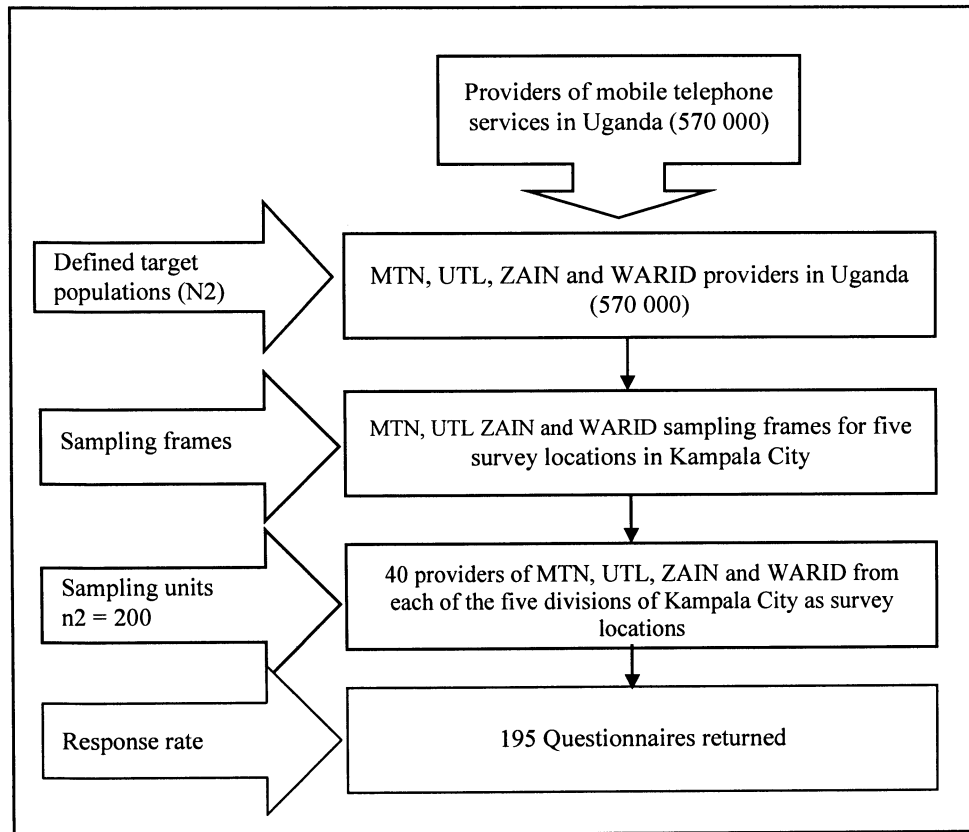 Providers of mobile telephone
services in Uganda (570 000)
Defined target
populations (N2)
MTN, UTL, ZAIN and WARID providers in Uganda
(570 000)
Sampling frames
MTN, UTL ZAIN and WARID sampling frames for five
survey locations in Kampala City
Sampling units
n2 = 200
40 providers of MTN, UTL, ZAIN and WARID from
each of the five divisions of Kampala City as survey
locations
Response rate
195 Questionnaires returned